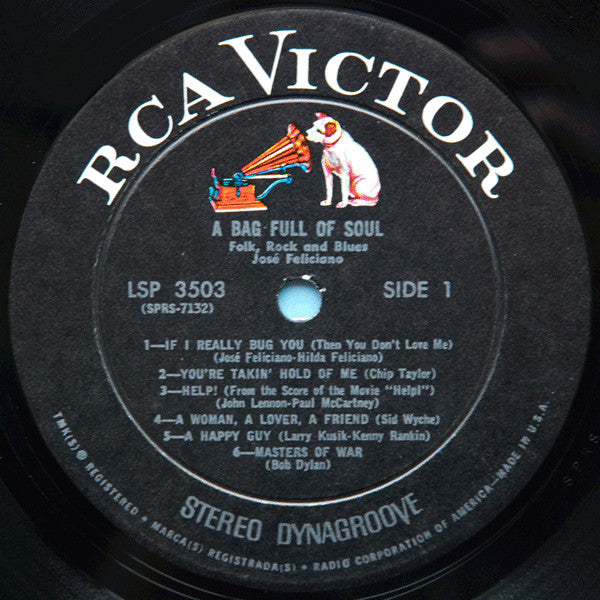 RCA VICTOR
A BAG FULL OF SOUL
Folk, Rock and Blues
José Feliciano
LSP 3503
(SPRS-7132)
SIDE 1
1—IF I REALLY BUG YOU (Then You Don't Love Me)
(José Feliciano-Hilda Feliciano)
2—YOU'RE TAKIN' HOLD OF ME (Chip Taylor)
3—HELP! (From the Score of the Movie "Help!")
(John Lennon-Paul McCartney)
4—A WOMAN, A LOVER, A FRIEND (Sid Wyche)
5—A HAPPY GUY (Larry Kusik-Kenny Rankin)
6—MASTERS OF WAR
(Bob Dylan)
STEREO DYNAGROOVE
TMK(S) ® REGISTERED • MARCA(S) REGISTRADA(S) • RADIO CORPORATION OF AMERICA—MADE IN U.S.A.